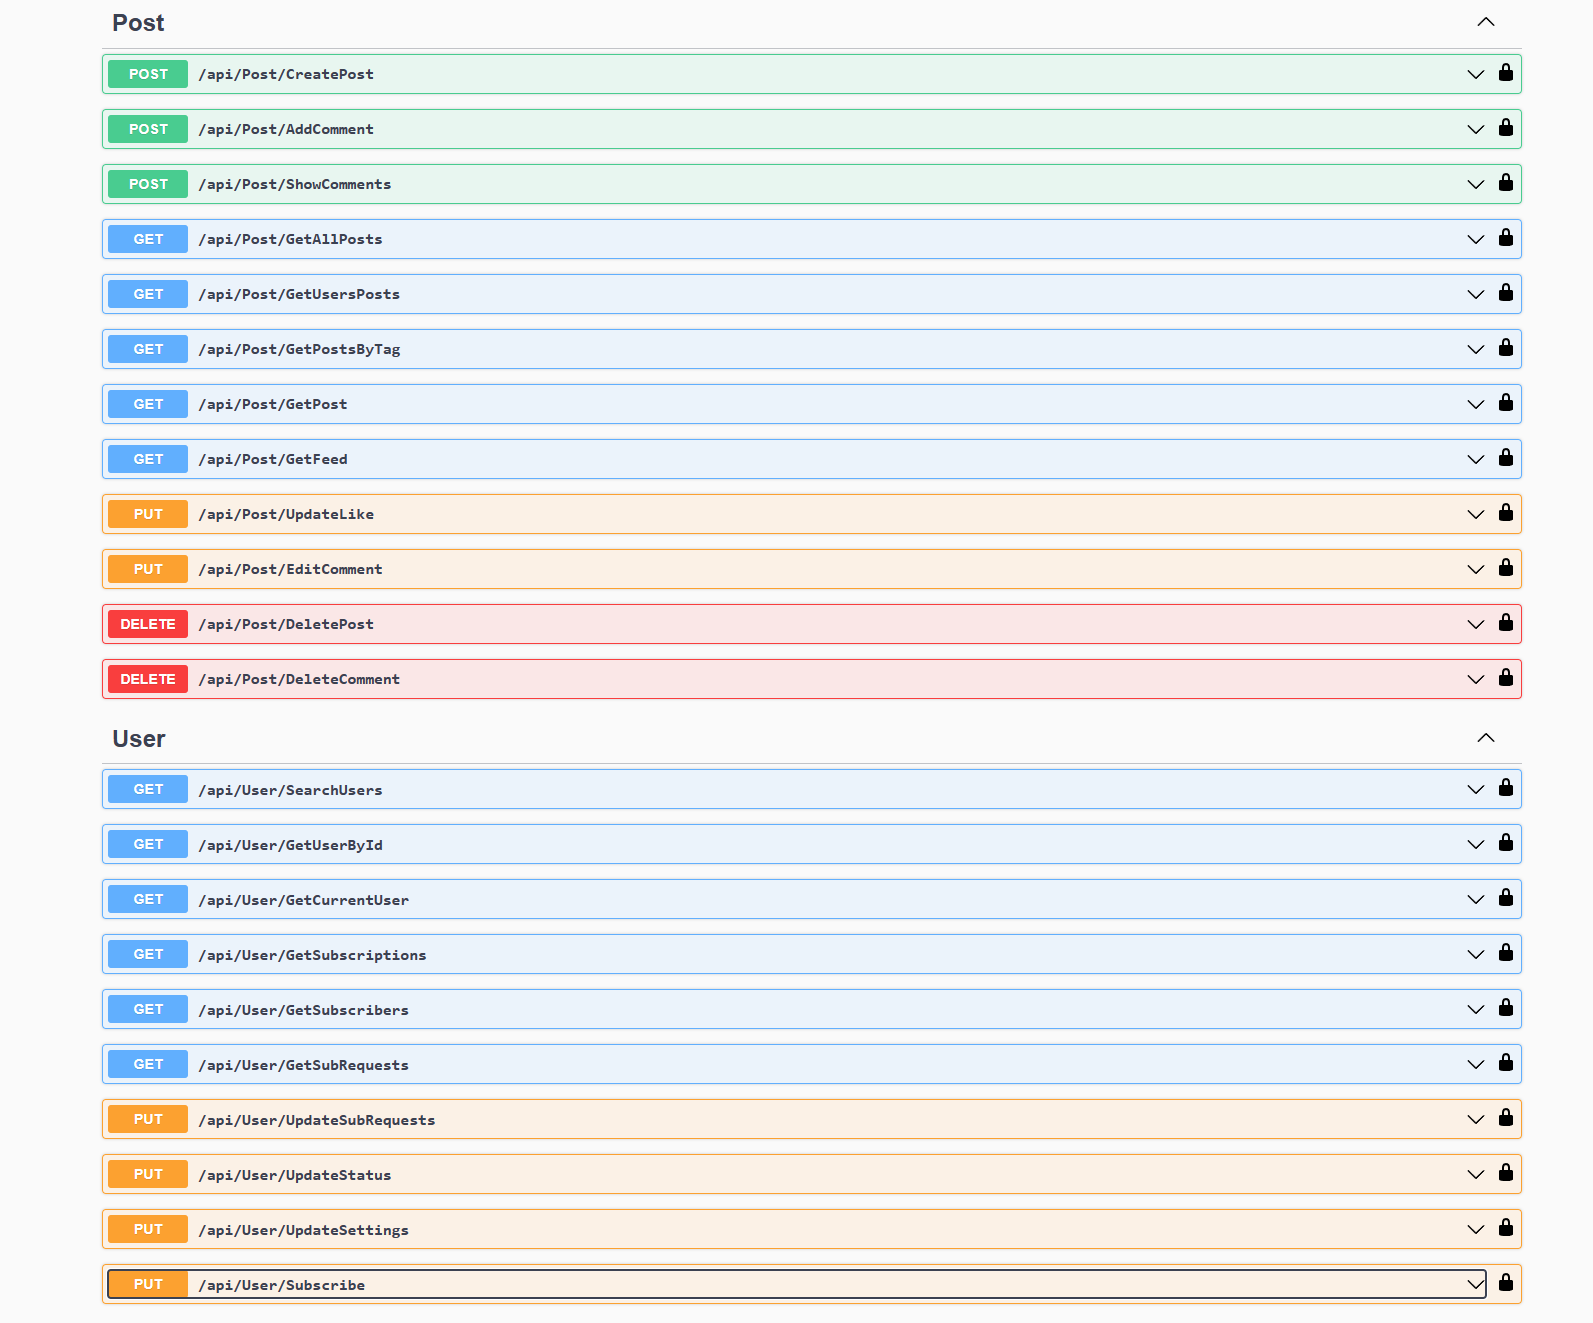 Post
POST /api/Post/CreatePost
POST /api/Post/AddComment
POST /api/Post/ShowComments
GET /api/Post/GetAllPosts
GET /api/Post/GetUsersPosts
GET /api/Post/GetPostsByTag
GET /api/Post/GetPost
GET /api/Post/GetFeed
PUT /api/Post/UpdateLike
PUT /api/Post/EditComment
DELETE /api/Post/DeletePost
DELETE /api/Post/DeleteComment
User
GET /api/User/SearchUsers
GET /api/User/GetUserById
GET /api/User/GetCurrentUser
GET /api/User/GetSubscriptions
GET /api/User/GetSubscribers
GET /api/User/GetSubRequests
PUT /api/User/UpdateSubRequests
PUT /api/User/UpdateStatus
PUT /api/User/UpdateSettings
PUT /api/User/Subscribe